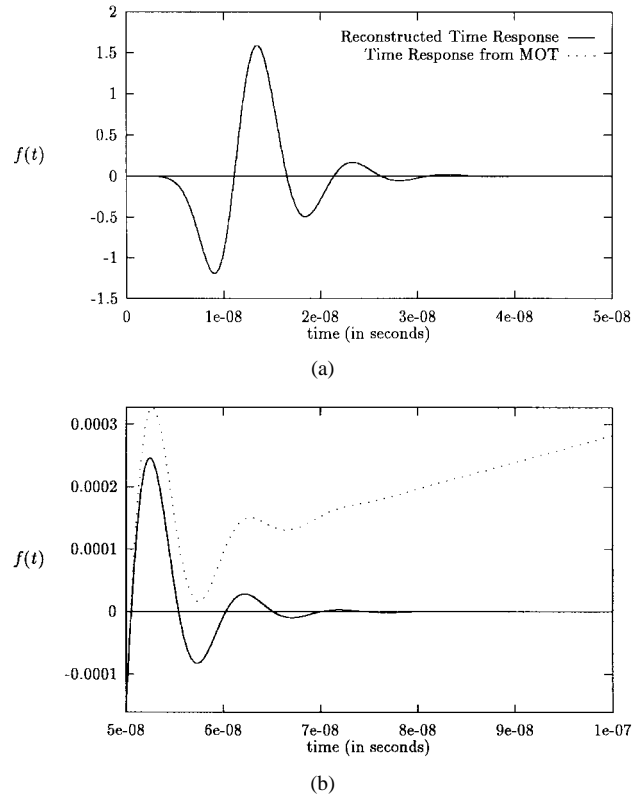 Reconstructed Time Response
Time Response from MOT
2
1.5
1
0.5
0
-0.5
-1
-1.5
f(t)
0 1e-08 2e-08 3e-08 4e-08 5e-08
time (in seconds)
(a)
0.0003
0.0002
0.0001
0
-0.0001
f(t)
5e-08 6e-08 7e-08 8e-08 9e-08 1e-07
time (in seconds)
(b)